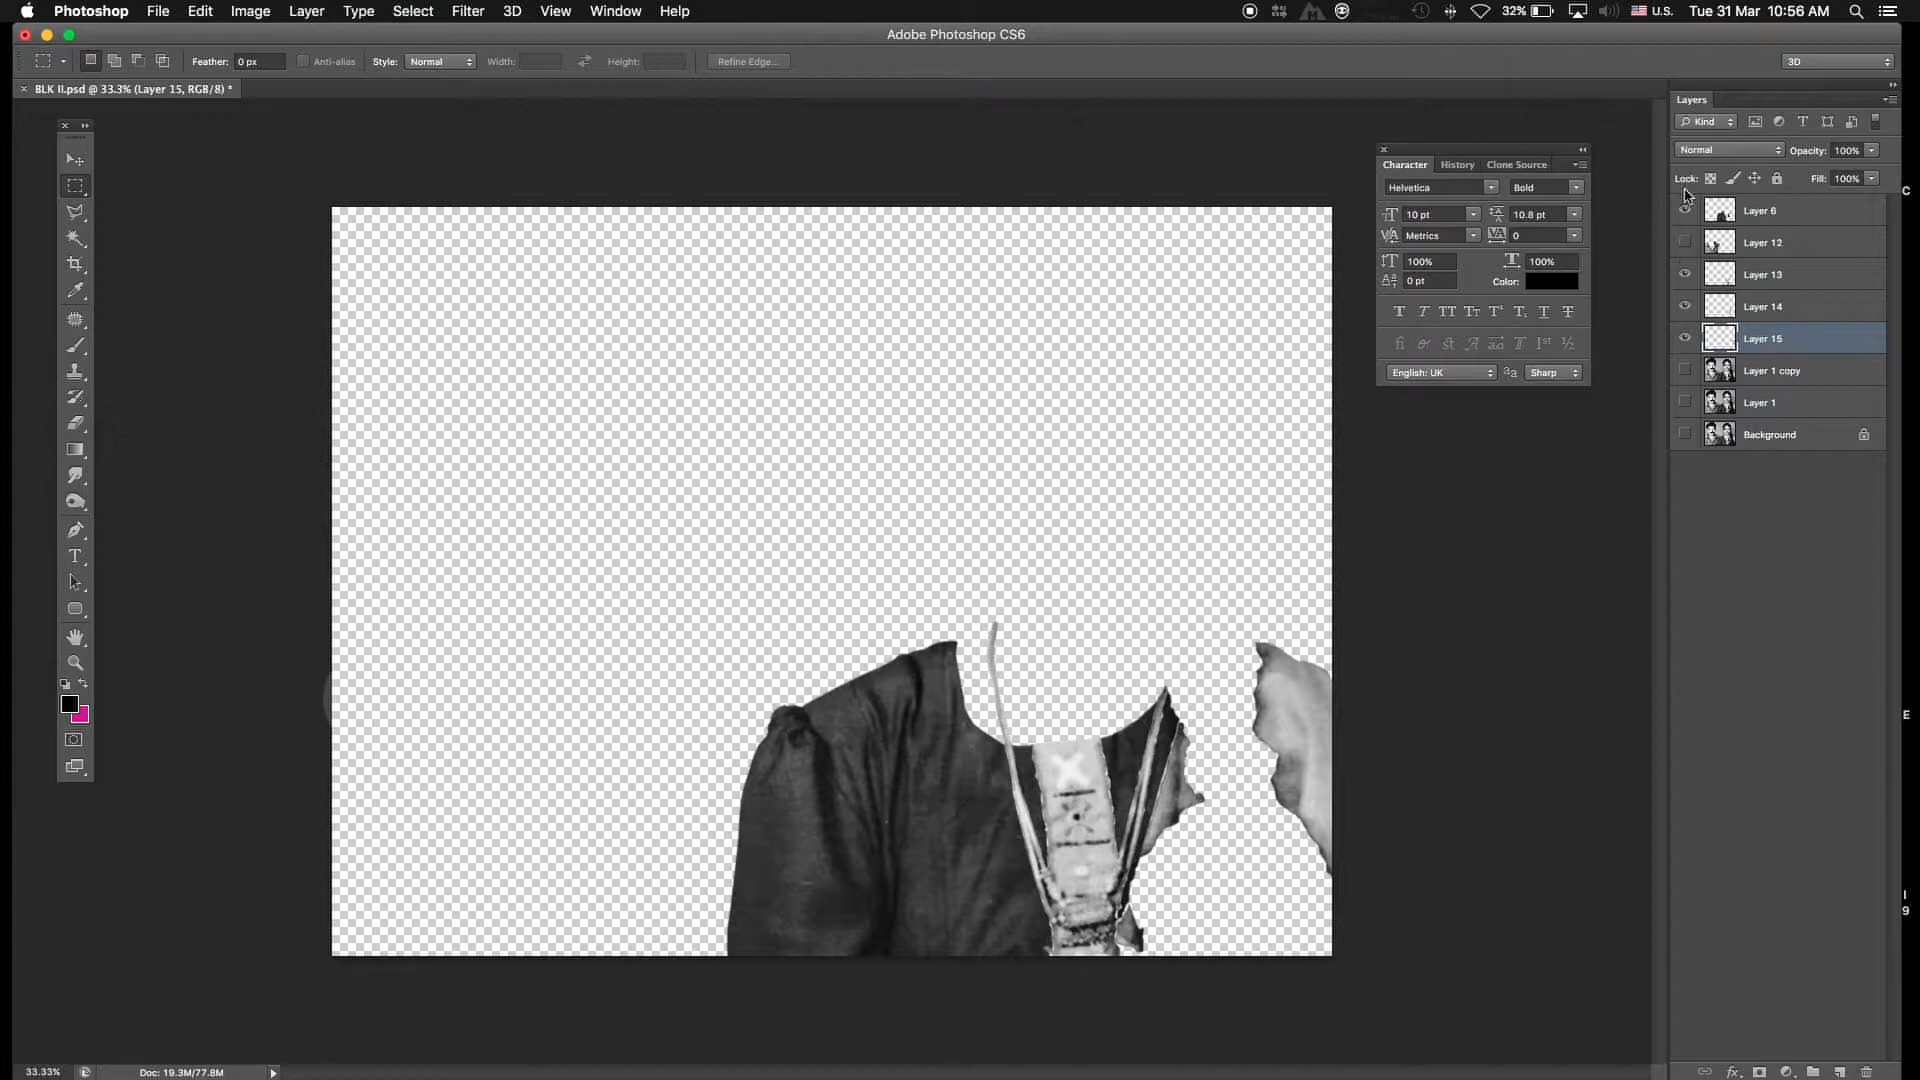 Photoshop File Edit Image Layer Type Select Filter 3D View Window Help 32% U.S. Tue 31 Mar 10:56 AM
Adobe Photoshop CS6
Feather: 0 px Anti-alias Style: Normal Width: Height: Refine Edge... 3D
BLK II.psd @ 33.3% (Layer 15, RGB/8) *
Layers
Kind
Normal Opacity: 100%
Lock: Fill: 100%
Layer 6
Layer 12
Layer 13
Layer 14
Layer 15
Layer 1 copy
Layer 1
Background
Character History Clone Source
Helvetica Bold
10 pt 10.8 pt
Metrics 0
100% 100%
0 pt Color:
English: UK Sharp
C
E
I
9
33.33% Doc: 19.3M/77.8M